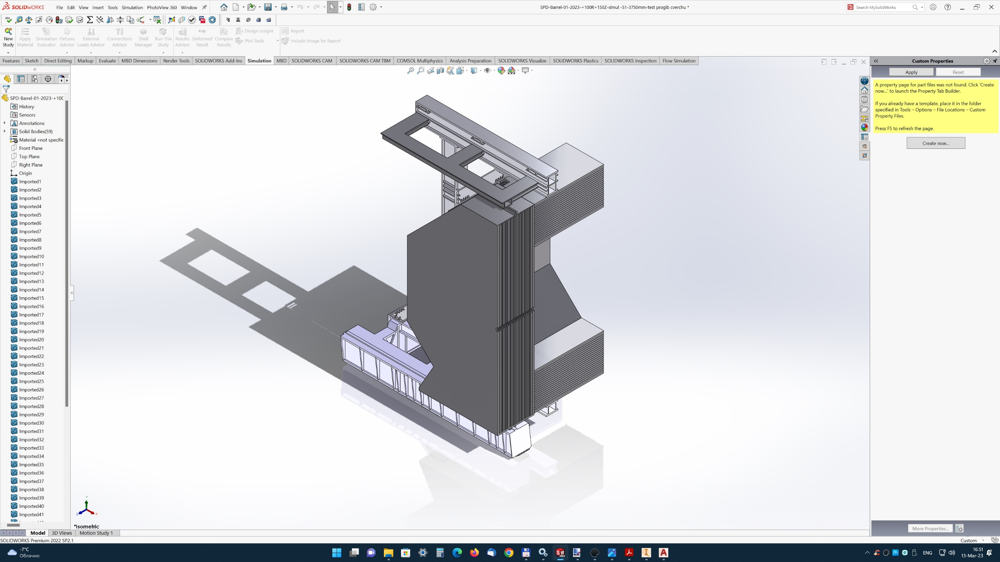 SOLIDWORKS
File Edit View Insert Tools Simulation PhotoView 360 Window
SPD-Barrel-01-2023-+100R+150Z-simul -51-3750mm-test progib cverchu *
Search MySolidWorks
New Study
Apply Material
Simulation Evaluator
Fixtures Advisor
External Loads Advisor
Connections Advisor
Shell Manager
Run This Study
Results Advisor
Deformed Result
Compare Results
Design Insight
Plot Tools
Report
Include Image for Report
Features Sketch Direct Editing Markup Evaluate MBD Dimensions Render Tools SOLIDWORKS Add-Ins Simulation MBD SOLIDWORKS CAM SOLIDWORKS CAM TBM COMSOL Multiphysics Analysis Preparation SOLIDWORKS Visualize SOLIDWORKS Plastics SOLIDWORKS Inspection Flow Simulation
SPD-Barrel-01-2023-+100
History
Sensors
Annotations
Solid Bodies(59)
Material <not specifie
Front Plane
Top Plane
Right Plane
Origin
Imported1
Imported2
Imported3
Imported4
Imported5
Imported6
Imported7
Imported8
Imported9
Imported10
Imported11
Imported12
Imported13
Imported14
Imported15
Imported16
Imported17
Imported18
Imported19
Imported20
Imported21
Imported22
Imported23
Imported24
Imported25
Imported26
Imported27
Imported28
Imported29
Imported30
Imported31
Imported32
Imported33
Imported34
Imported35
Imported36
Imported37
Imported38
Imported39
Imported40
Imported41
Y
Z
X
*Isometric
Custom Properties
Apply Reset
A property page for part files was not found. Click 'Create
now...' to launch the Property Tab Builder.
If you already have a template, place it in the folder
specified in Tools – Options – File Locations – Custom
Property Files.
Press F5 to refresh the page.
Create now...
More Properties...
Model 3D Views Motion Study 1
SOLIDWORKS Premium 2022 SP2.1
Custom
-7°C
Облачно
ENG
16:51
13-Mar-23